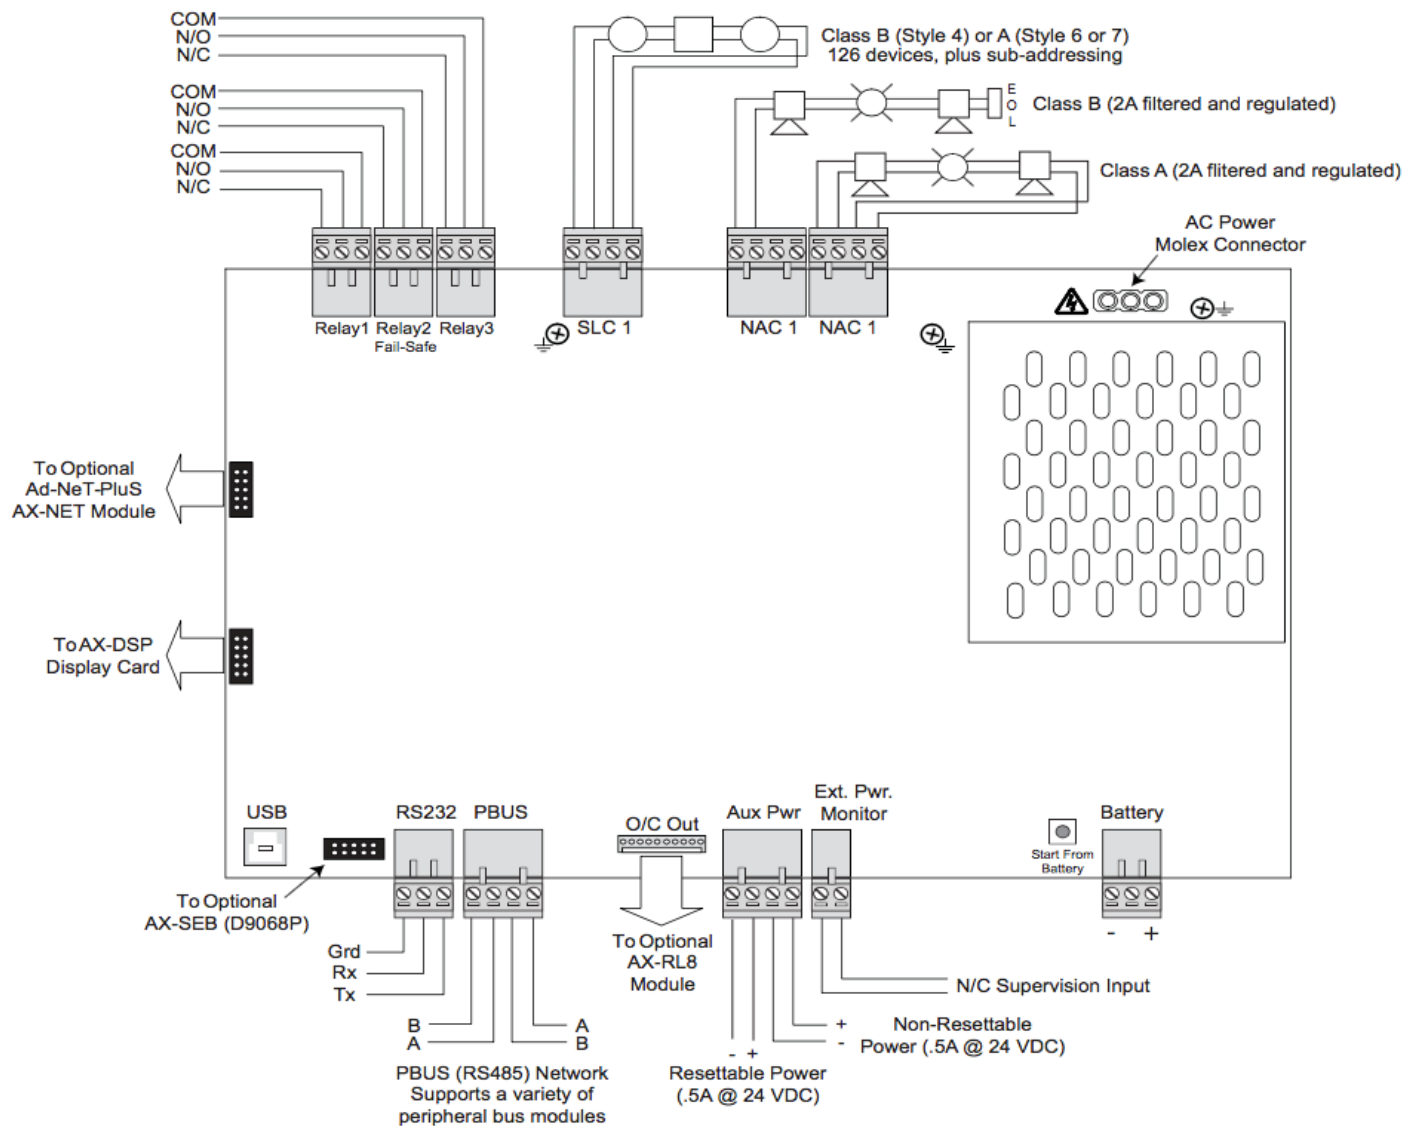 COM
N/O
N/C
COM
N/O
N/C
COM
N/O
N/C
Class B (Style 4) or A (Style 6 or 7)
126 devices, plus sub-addressing
E
O
L
Class B (2A filtered and regulated)
Class A (2A flitered and regulated)
AC Power
Molex Connector
Relay1
Relay2
Fail-Safe
Relay3
SLC 1
NAC 1
NAC 1
To Optional
Ad-NeT-PluS
AX-NET Module
To AX-DSP
Display Card
USB
RS232
PBUS
O/C Out
Aux Pwr
Ext. Pwr.
Monitor
Start From
Battery
Battery
- +
To Optional
AX-SEB (D9068P)
Grd
Rx
Tx
B
A
A
B
PBUS (RS485) Network
Supports a variety of
peripheral bus modules
To Optional
AX-RL8
Module
- +
Resettable Power
(.5A @ 24 VDC)
+
-
Non-Resettable
Power (.5A @ 24 VDC)
N/C Supervision Input